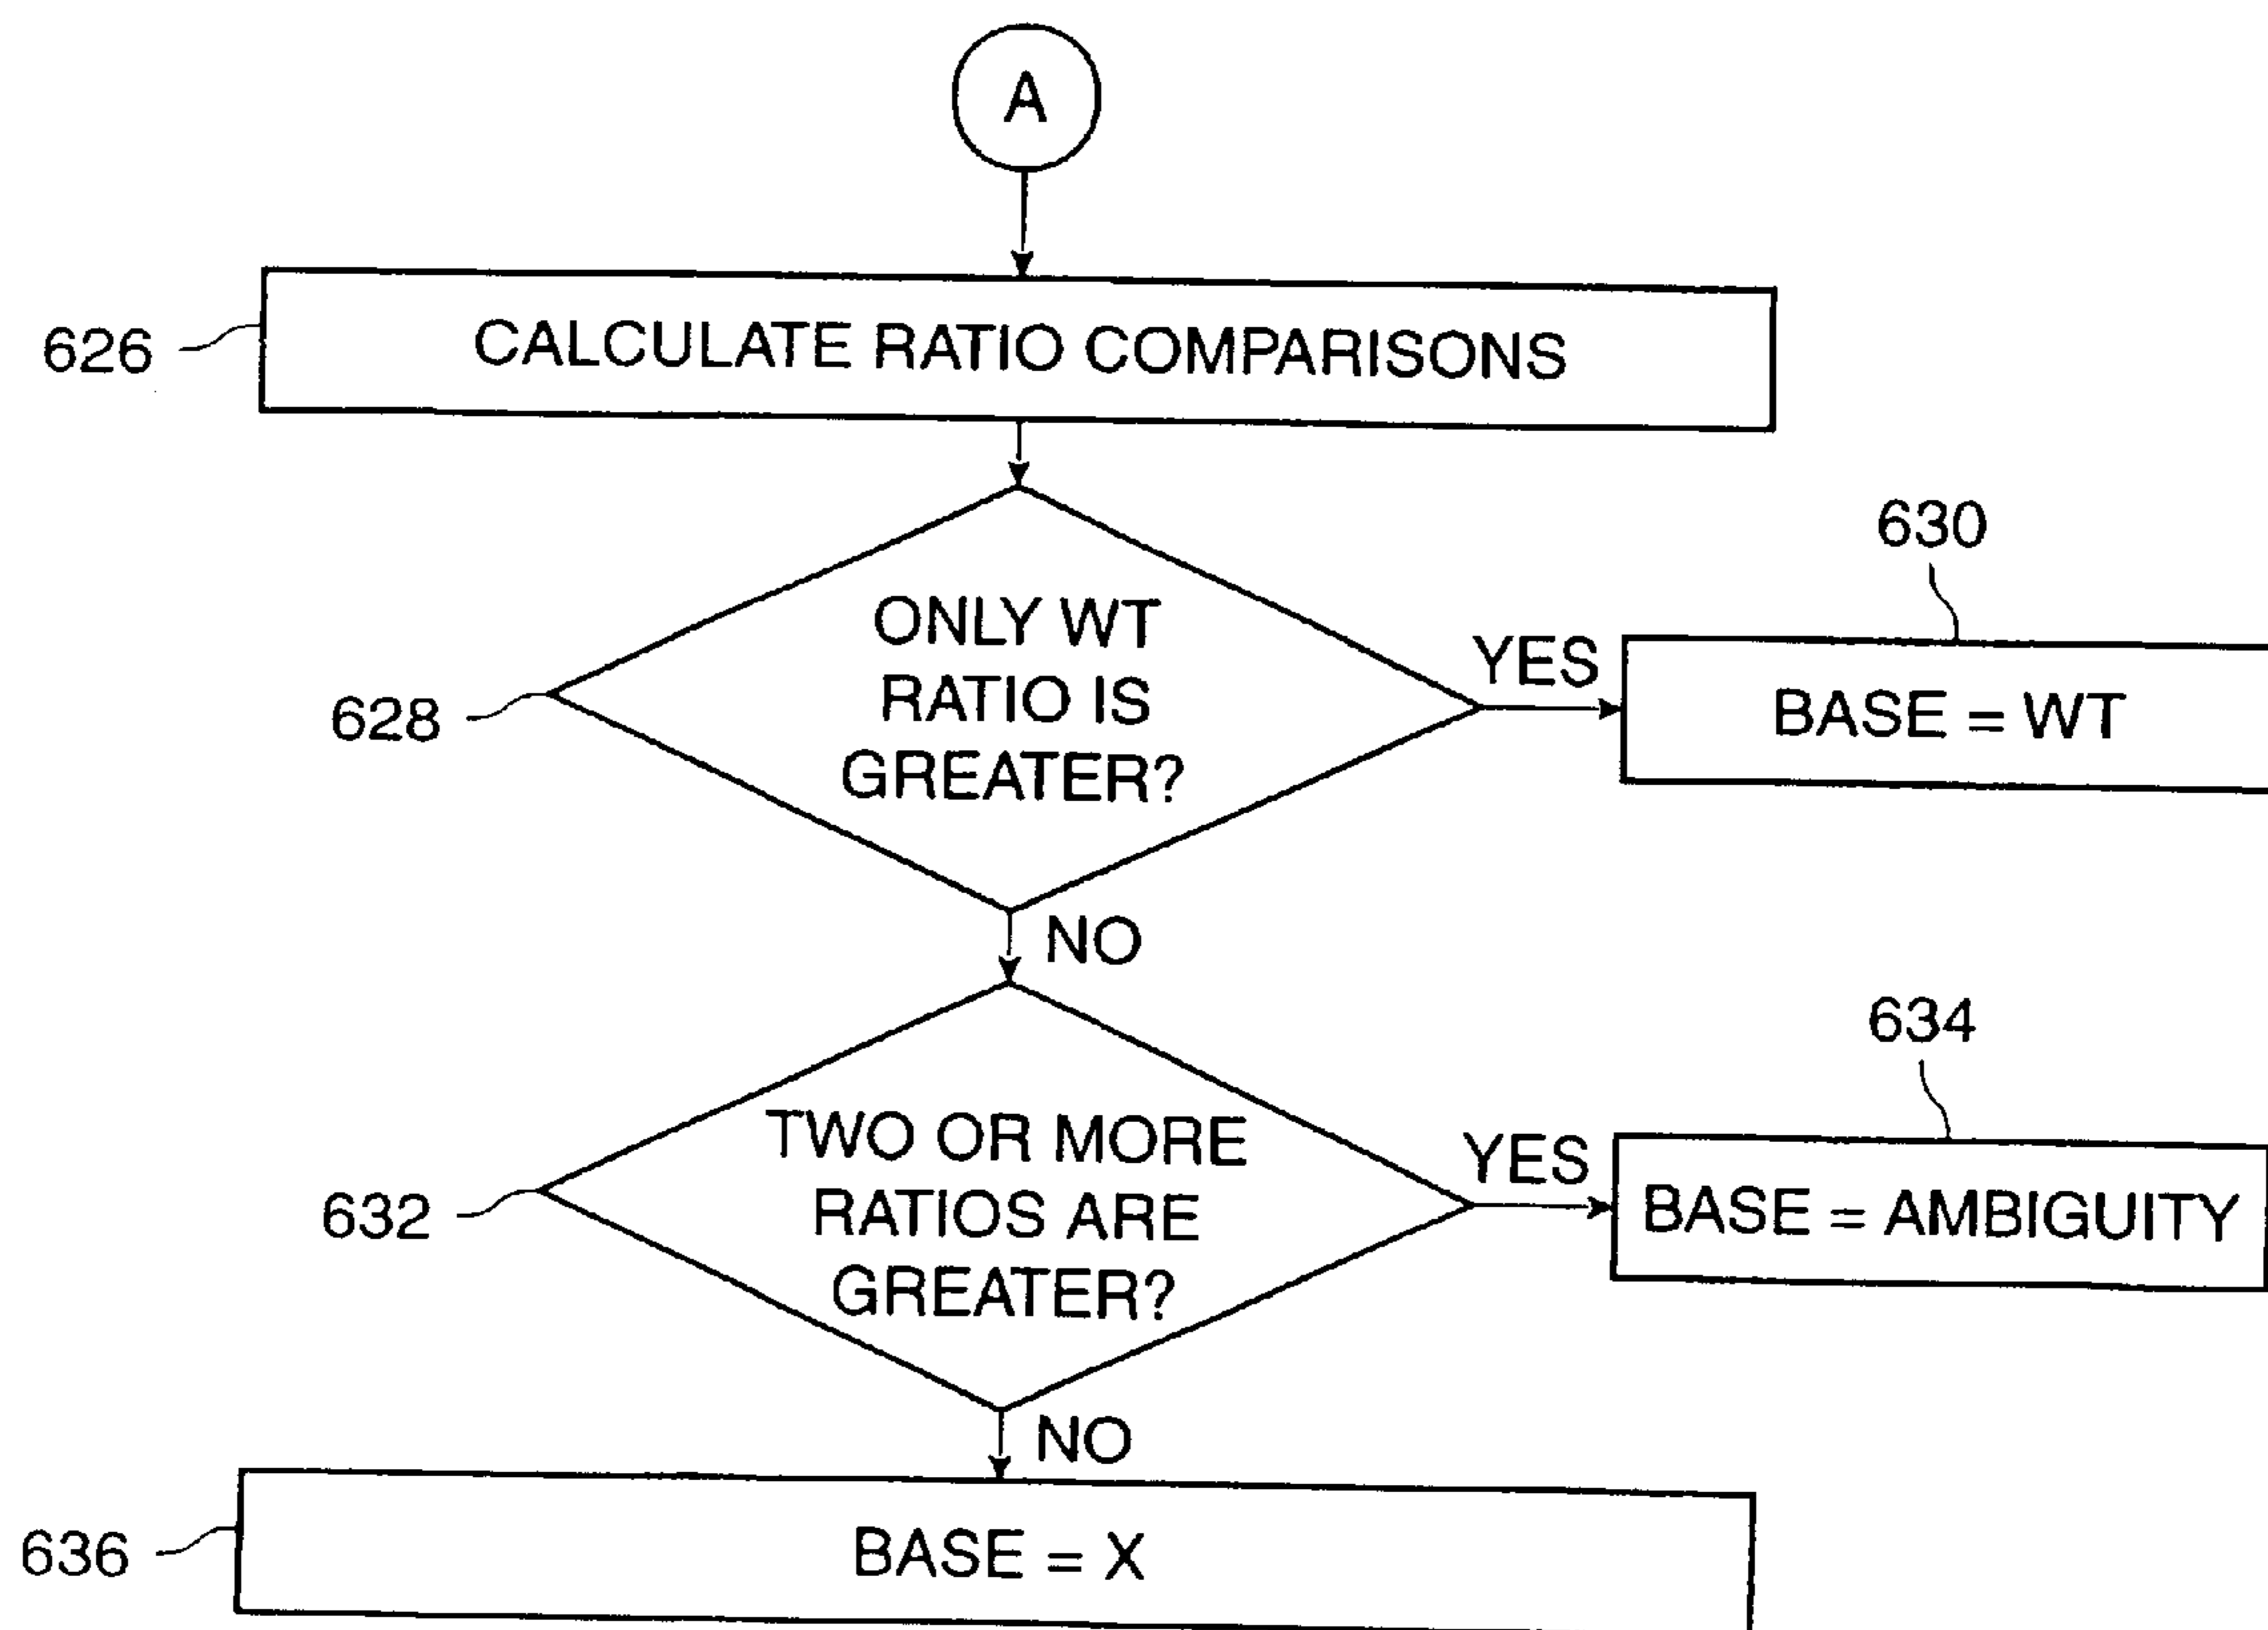 A
626
CALCULATE RATIO COMPARISONS
628
ONLY WT
RATIO IS
GREATER?
YES
630
BASE = WT
NO
632
TWO OR MORE
RATIOS ARE
GREATER?
YES
634
BASE = AMBIGUITY
NO
636
BASE = X